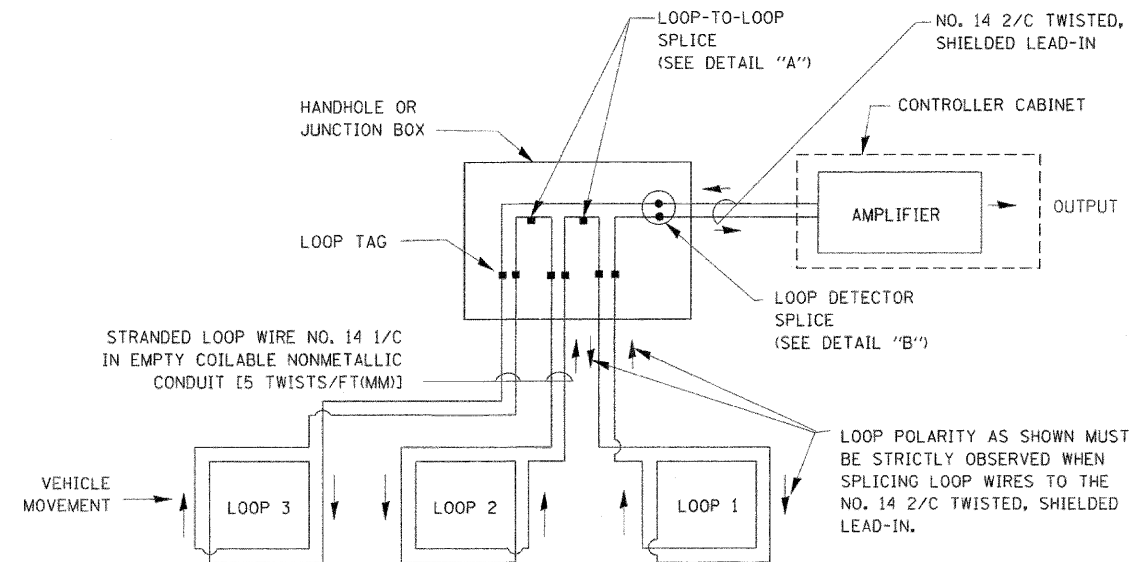 LOOP-TO-LOOP
SPLICE
(SEE DETAIL "A")
NO. 14 2/C TWISTED,
SHIELDED LEAD-IN
HANDHOLE OR
JUNCTION BOX
CONTROLLER CABINET
AMPLIFIER
OUTPUT
LOOP TAG
LOOP DETECTOR
SPLICE
(SEE DETAIL "B")
STRANDED LOOP WIRE NO. 14 1/C
IN EMPTY COILABLE NONMETALLIC
CONDUIT [5 TWISTS/FT(MM)]
LOOP POLARITY AS SHOWN MUST
BE STRICTLY OBSERVED WHEN
SPLICING LOOP WIRES TO THE
NO. 14 2/C TWISTED, SHIELDED
LEAD-IN.
VEHICLE
MOVEMENT
LOOP 3
LOOP 2
LOOP 1